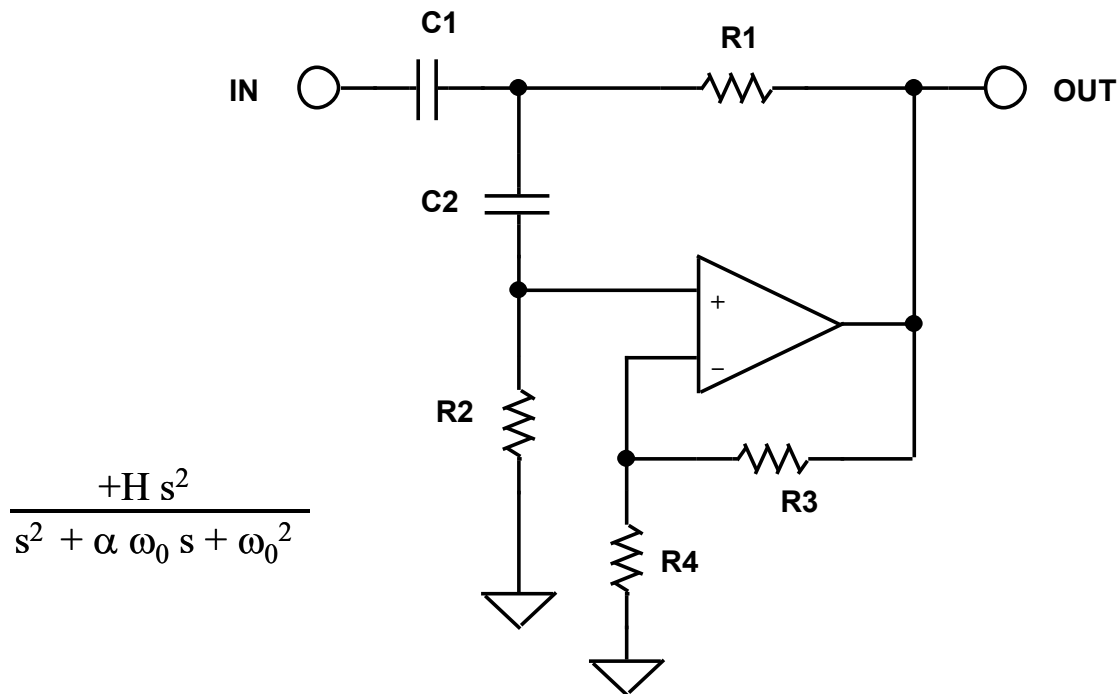 C1
R1
IN
OUT
C2
+
−
R2
R3
R4
+H s²
s² + α ω₀ s + ω₀²